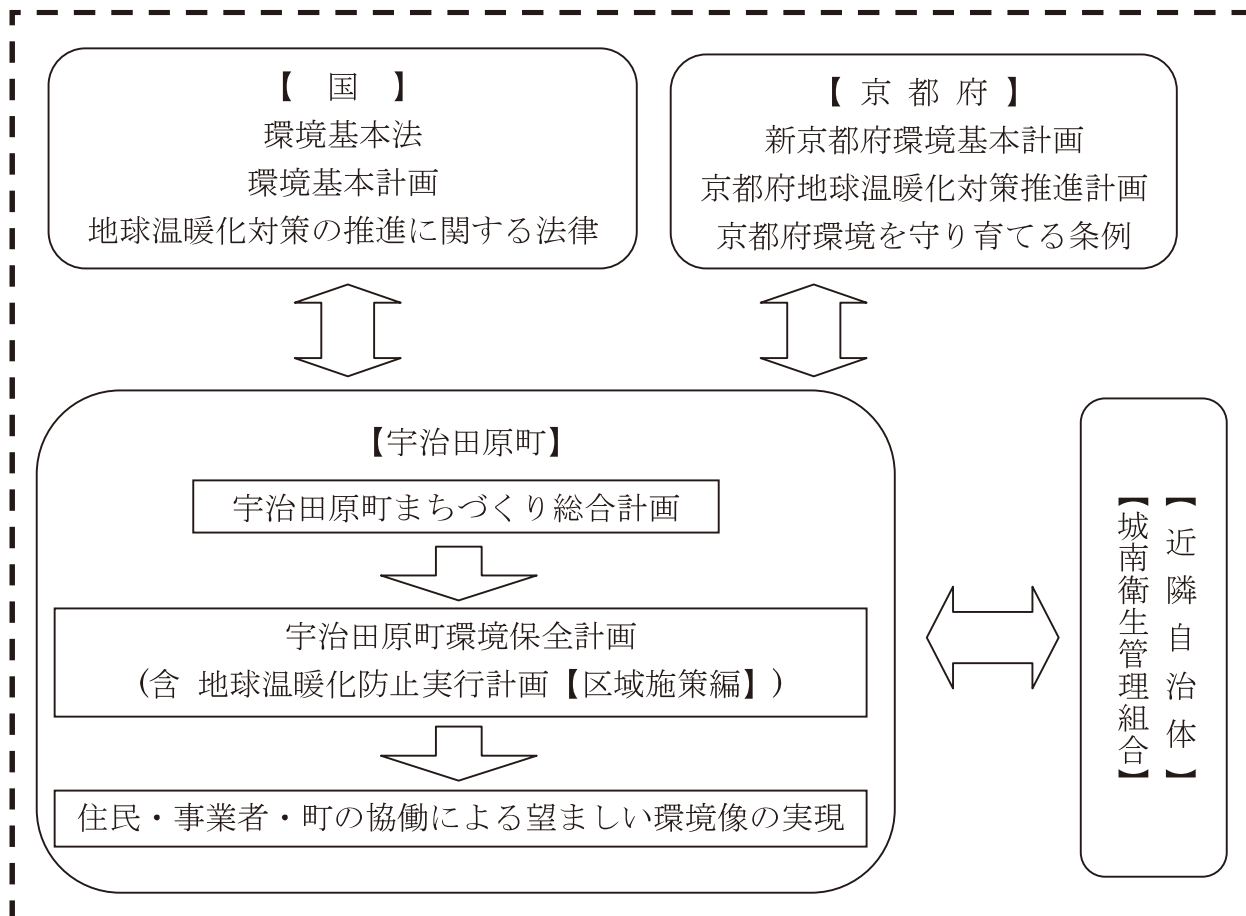 【　国　】
環境基本法
環境基本計画
地球温暖化対策の推進に関する法律
【 京 都 府 】
新京都府環境基本計画
京都府地球温暖化対策推進計画
京都府環境を守り育てる条例
【宇治田原町】
宇治田原町まちづくり総合計画
宇治田原町環境保全計画
(含 地球温暖化防止実行計画【区域施策編】)
住民・事業者・町の協働による望ましい環境像の実現
【 近 隣 自 治 体 】
【城南衛生管理組合】